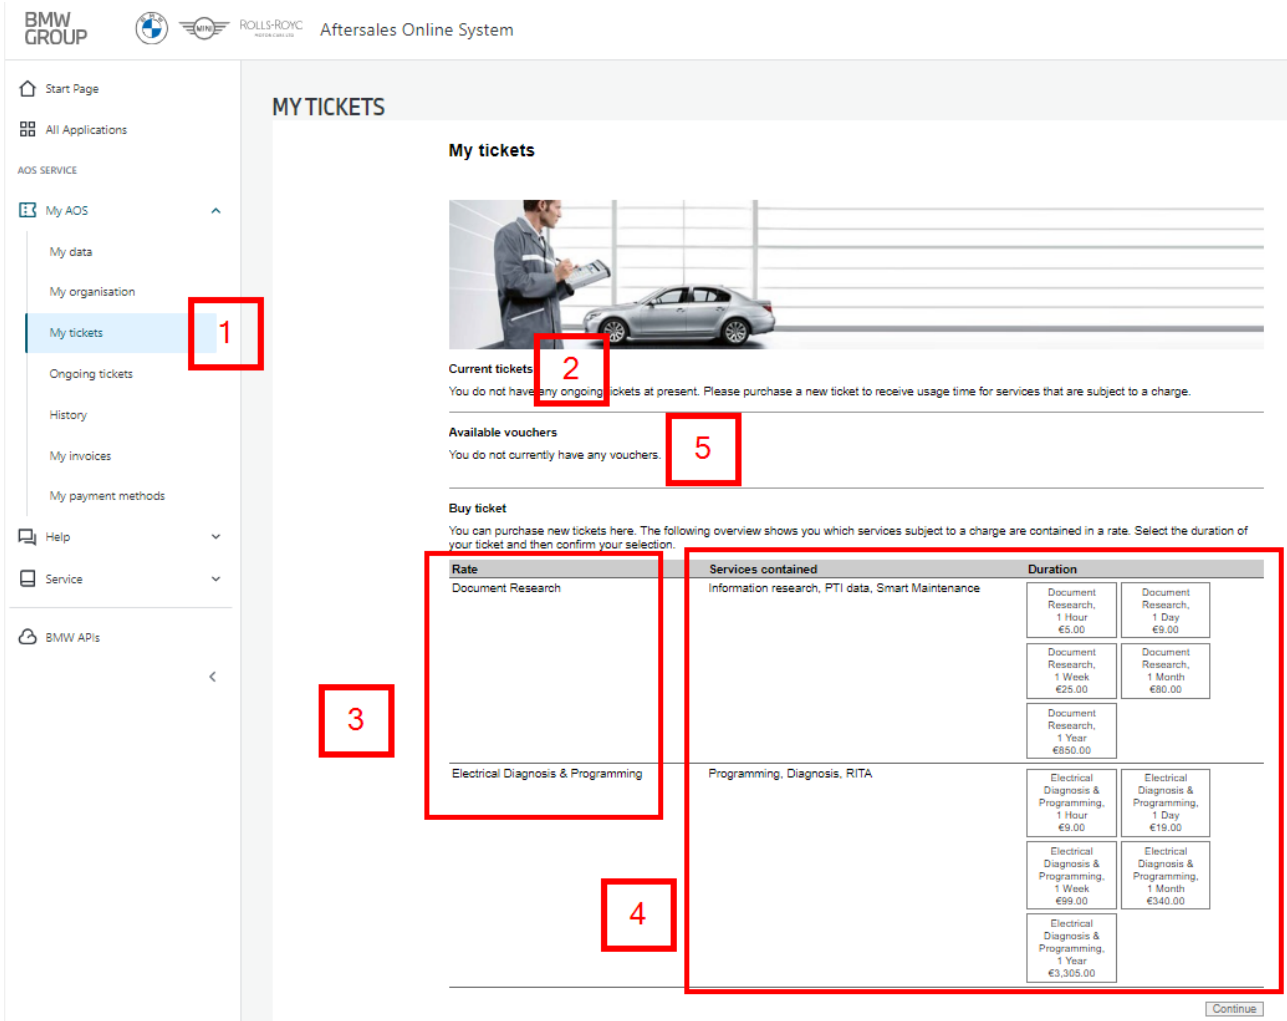 BMW
GROUP
MINI
ROLLS-ROYC
MOTOR CARS LTD
Aftersales Online System
Start Page
All Applications
AOS SERVICE
My AOS
My data
My organisation
My tickets
1
Ongoing tickets
History
My invoices
My payment methods
Help
Service
BMW APIs
MY TICKETS
My tickets
Current tickets
2
You do not have any ongoing tickets at present. Please purchase a new ticket to receive usage time for services that are subject to a charge.
Available vouchers
You do not currently have any vouchers.
5
Buy ticket
You can purchase new tickets here. The following overview shows you which services subject to a charge are contained in a rate. Select the duration of
your ticket and then confirm your selection.
Rate Services contained Duration
Document Research Information research, PTI data, Smart Maintenance
Document
Research,
1 Hour
€5.00
Document
Research,
1 Day
€9.00
Document
Research,
1 Week
€25.00
Document
Research,
1 Month
€80.00
Document
Research,
1 Year
€850.00
3
Electrical Diagnosis & Programming Programming, Diagnosis, RITA
Electrical
Diagnosis &
Programming,
1 Hour
€9.00
Electrical
Diagnosis &
Programming,
1 Day
€19.00
Electrical
Diagnosis &
Programming,
1 Week
€99.00
Electrical
Diagnosis &
Programming,
1 Month
€340.00
Electrical
Diagnosis &
Programming,
1 Year
€3,305.00
4
Continue